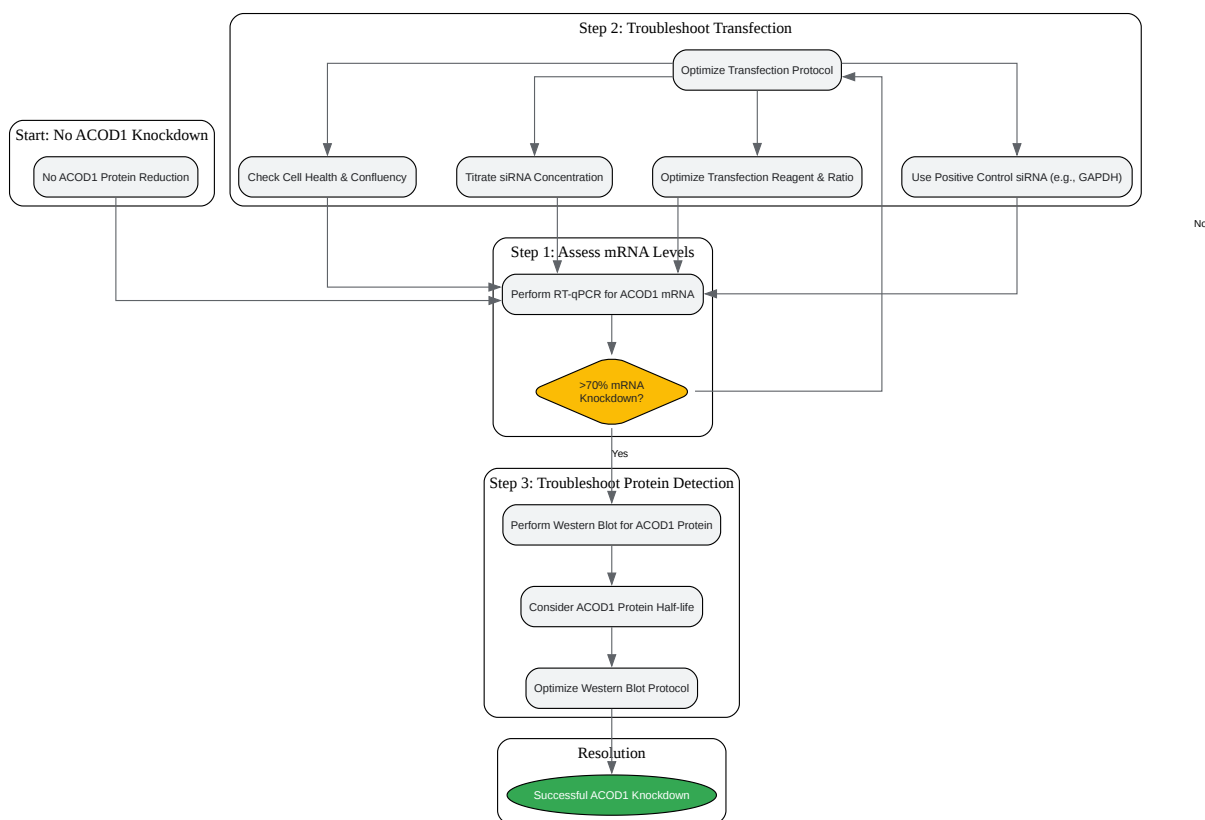 Step 2: Troubleshoot Transfection
Optimize Transfection Protocol
Start: No ACOD1 Knockdown
No ACOD1 Protein Reduction
Check Cell Health & Confluency
Titrate siRNA Concentration
Optimize Transfection Reagent & Ratio
Use Positive Control siRNA (e.g., GAPDH)
No
Step 1: Assess mRNA Levels
Perform RT-qPCR for ACOD1 mRNA
>70% mRNA
Knockdown?
Yes
Step 3: Troubleshoot Protein Detection
Perform Western Blot for ACOD1 Protein
Consider ACOD1 Protein Half-life
Optimize Western Blot Protocol
Resolution
Successful ACOD1 Knockdown